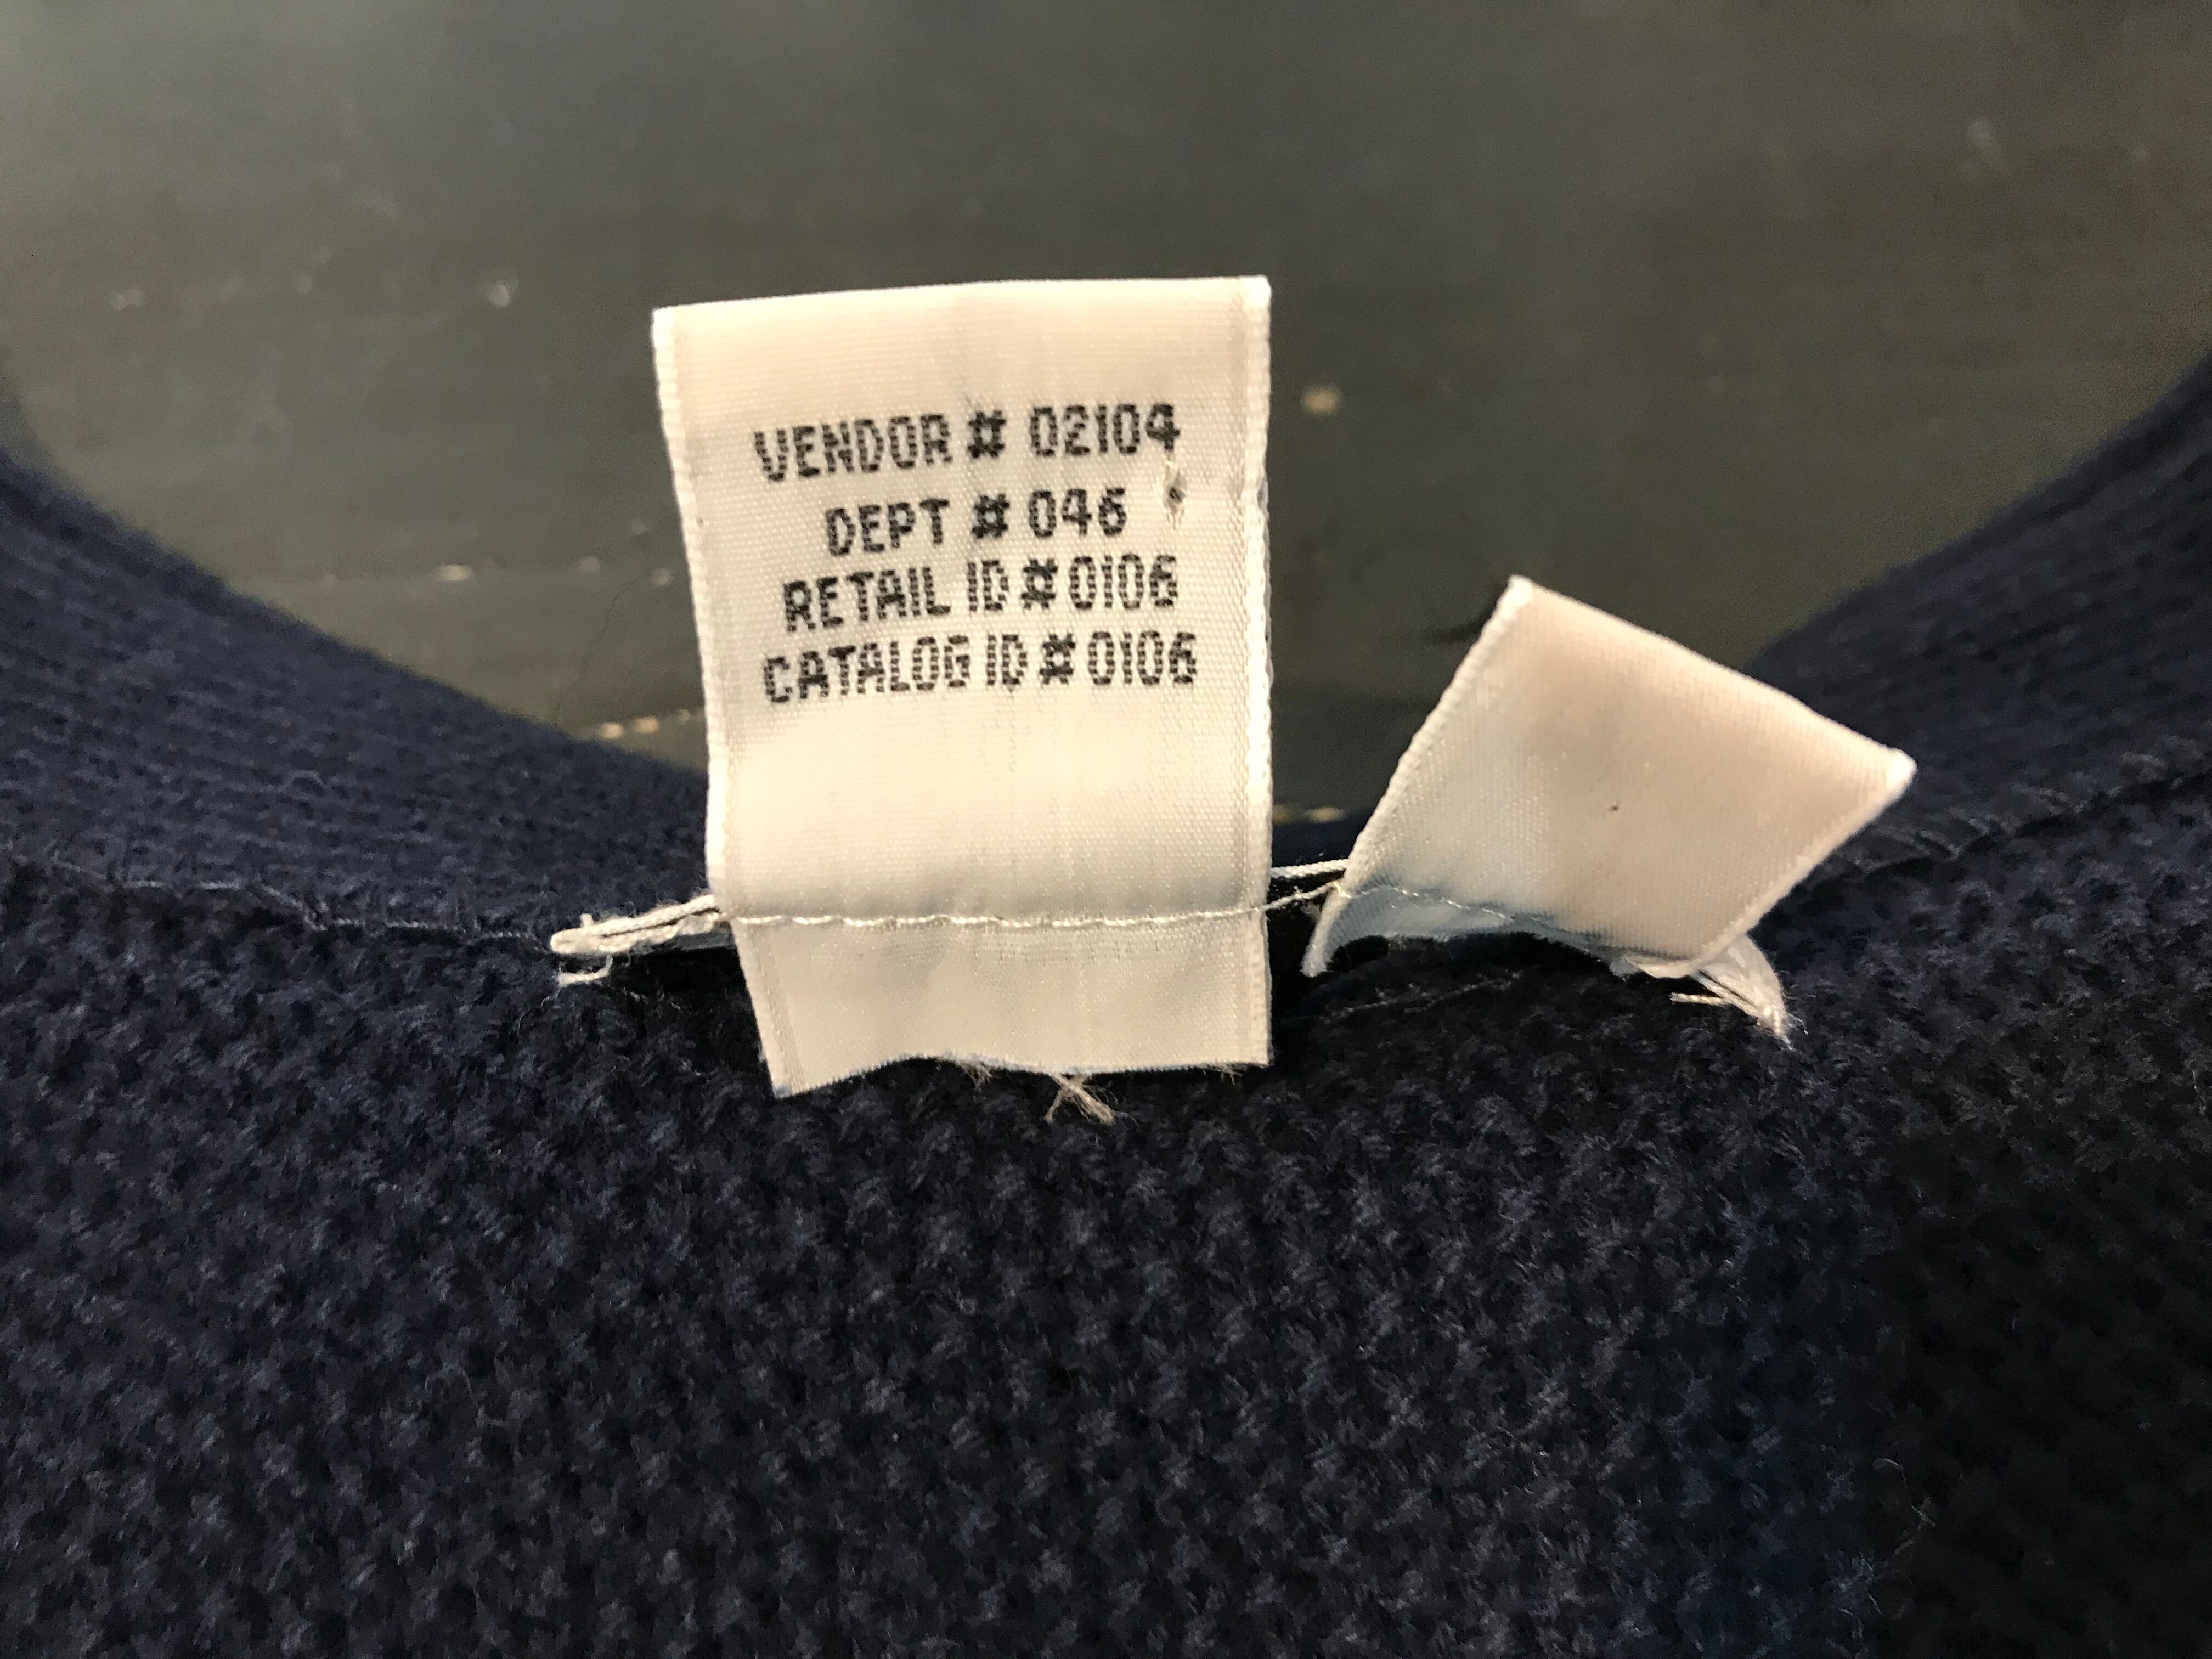 VENDOR # 02104
DEPT # 046
RETAIL ID # 0106
CATALOG ID # 0106